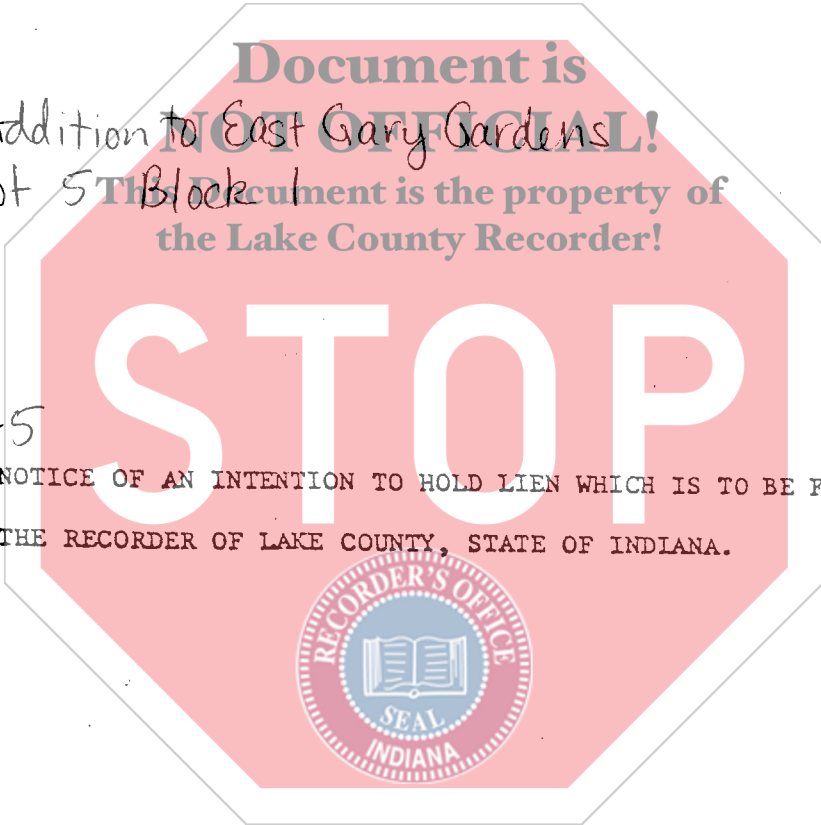 Document is
NOT OFFICIAL!
ddition to East Gary Gardens
This Document is the property of
ot 5 Block 1
the Lake County Recorder!
STOP
-5
NOTICE OF AN INTENTION TO HOLD LIEN WHICH IS TO BE F
THE RECORDER OF LAKE COUNTY, STATE OF INDIANA.
RECORDER'S OFFICE
SEAL
INDIANA